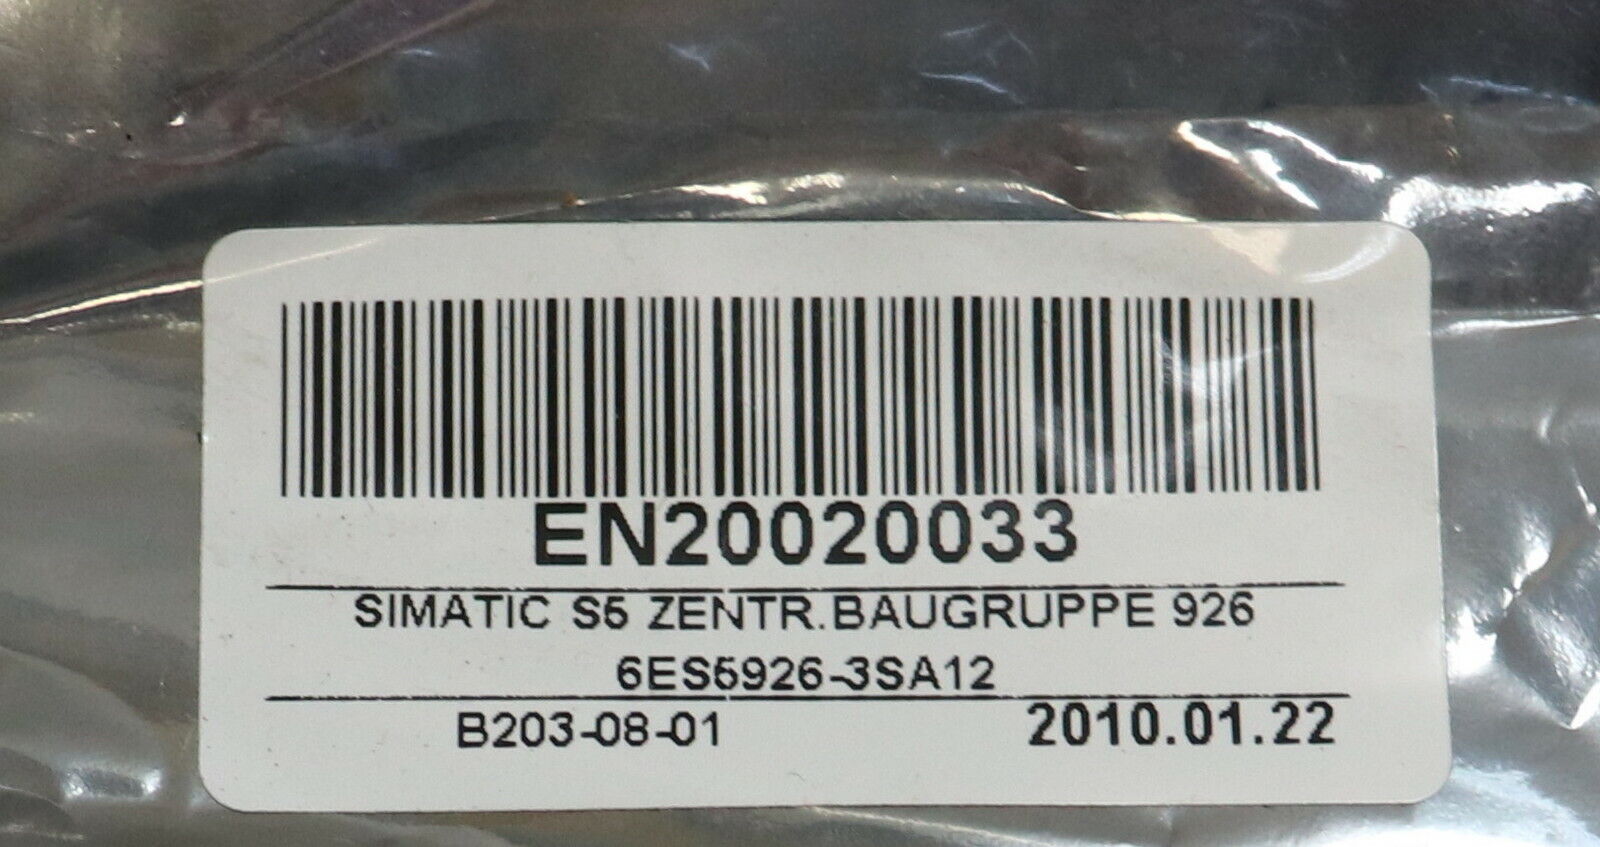 EN20020033
SIMATIC S5 ZENTR.BAUGRUPPE 926
6ES5926-3SA12
B203-08-01
2010.01.22